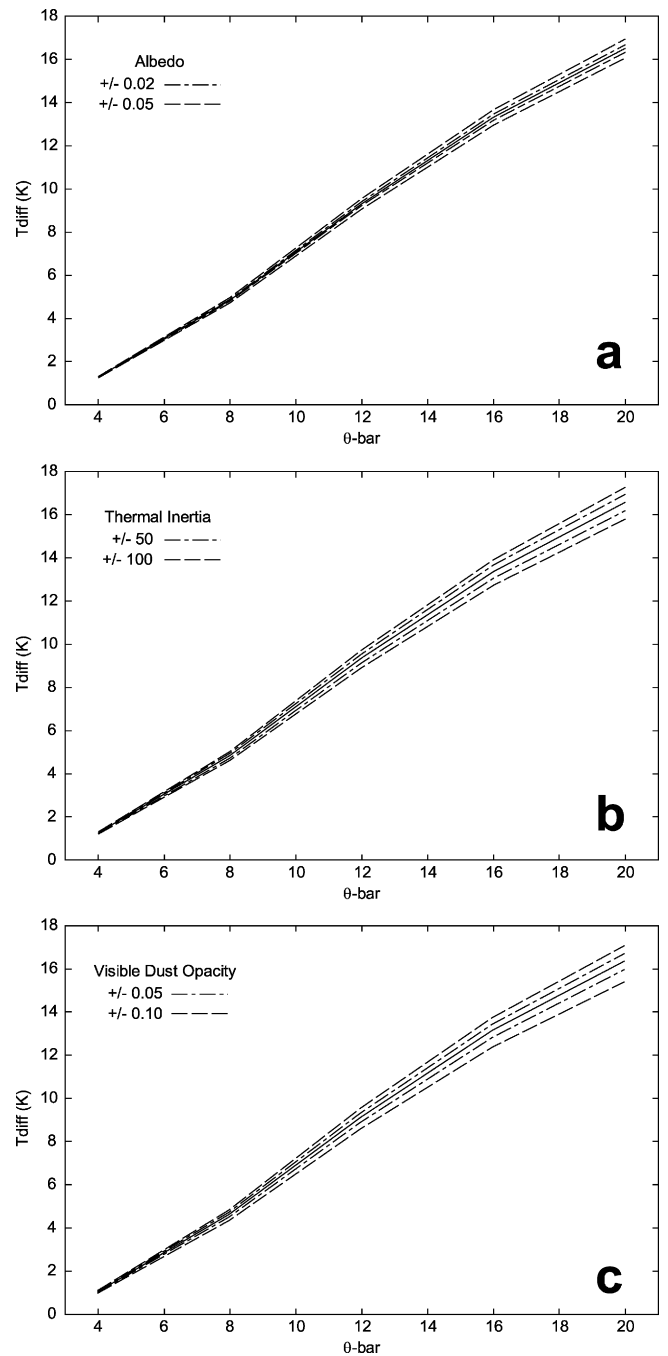 18
16
14
12
10
8
6
4
2
0
Tdiff (K)
Albedo
+/- 0.02
+/- 0.05
a
4 6 8 10 12 14 16 18 20
θ-bar
18
16
14
12
10
8
6
4
2
0
Tdiff (K)
Thermal Inertia
+/- 50
+/- 100
b
4 6 8 10 12 14 16 18 20
θ-bar
18
16
14
12
10
8
6
4
2
0
Tdiff (K)
Visible Dust Opacity
+/- 0.05
+/- 0.10
c
4 6 8 10 12 14 16 18 20
θ-bar